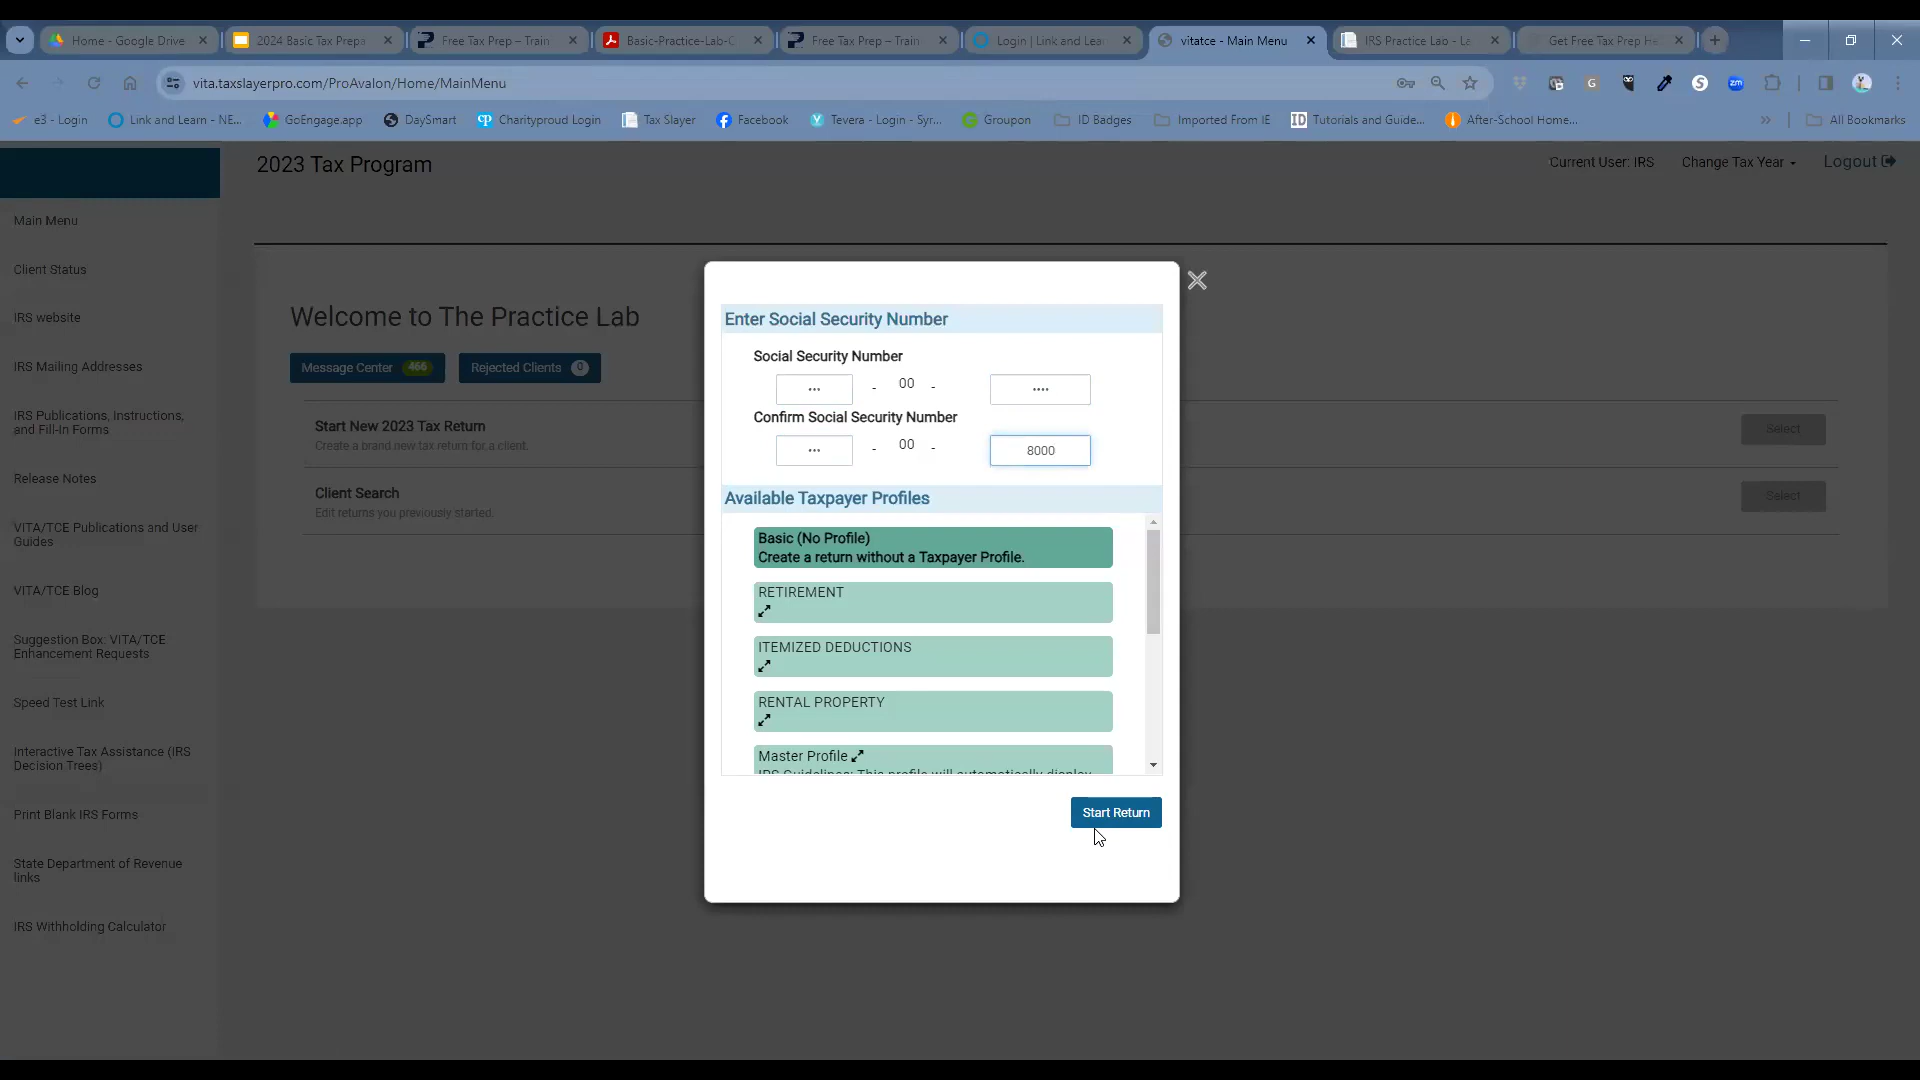 Home - Google Drive
2024 Basic Tax Prepa
Free Tax Prep – Train
Basic-Practice-Lab-C
Free Tax Prep – Train
Login | Link and Lea
vitatce - Main Menu
IRS Practice Lab - La
Get Free Tax Prep He
vita.taxslayerpro.com/ProAvalon/Home/MainMenu
e3 - Login
Link and Learn - NE...
GoEngage.app
DaySmart
Charityproud Login
Tax Slayer
Facebook
Tevera - Login - Syr...
Groupon
ID Badges
Imported From IE
Tutorials and Guide...
After-School Home...
»
All Bookmarks
2023 Tax Program
Current User: IRS
Change Tax Year
Logout
Main Menu
Client Status
IRS website
IRS Mailing Addresses
IRS Publications, Instructions,
and Fill-In Forms
Release Notes
VITA/TCE Publications and User
Guides
VITA/TCE Blog
Suggestion Box: VITA/TCE
Enhancement Requests
Speed Test Link
Interactive Tax Assistance (IRS
Decision Trees)
Print Blank IRS Forms
State Department of Revenue
links
IRS Withholding Calculator
Welcome to The Practice Lab
Message Center 466
Rejected Clients 0
Start New 2023 Tax Return
Create a brand new tax return for a client.
Select
Client Search
Edit returns you previously started.
Select
Enter Social Security Number
Social Security Number
••• - 00 - ••••
Confirm Social Security Number
••• - 00 - 8000
Available Taxpayer Profiles
Basic (No Profile)
Create a return without a Taxpayer Profile.
RETIREMENT
ITEMIZED DEDUCTIONS
RENTAL PROPERTY
Master Profile
IRS Guidelines: This profile will automatically display
Start Return